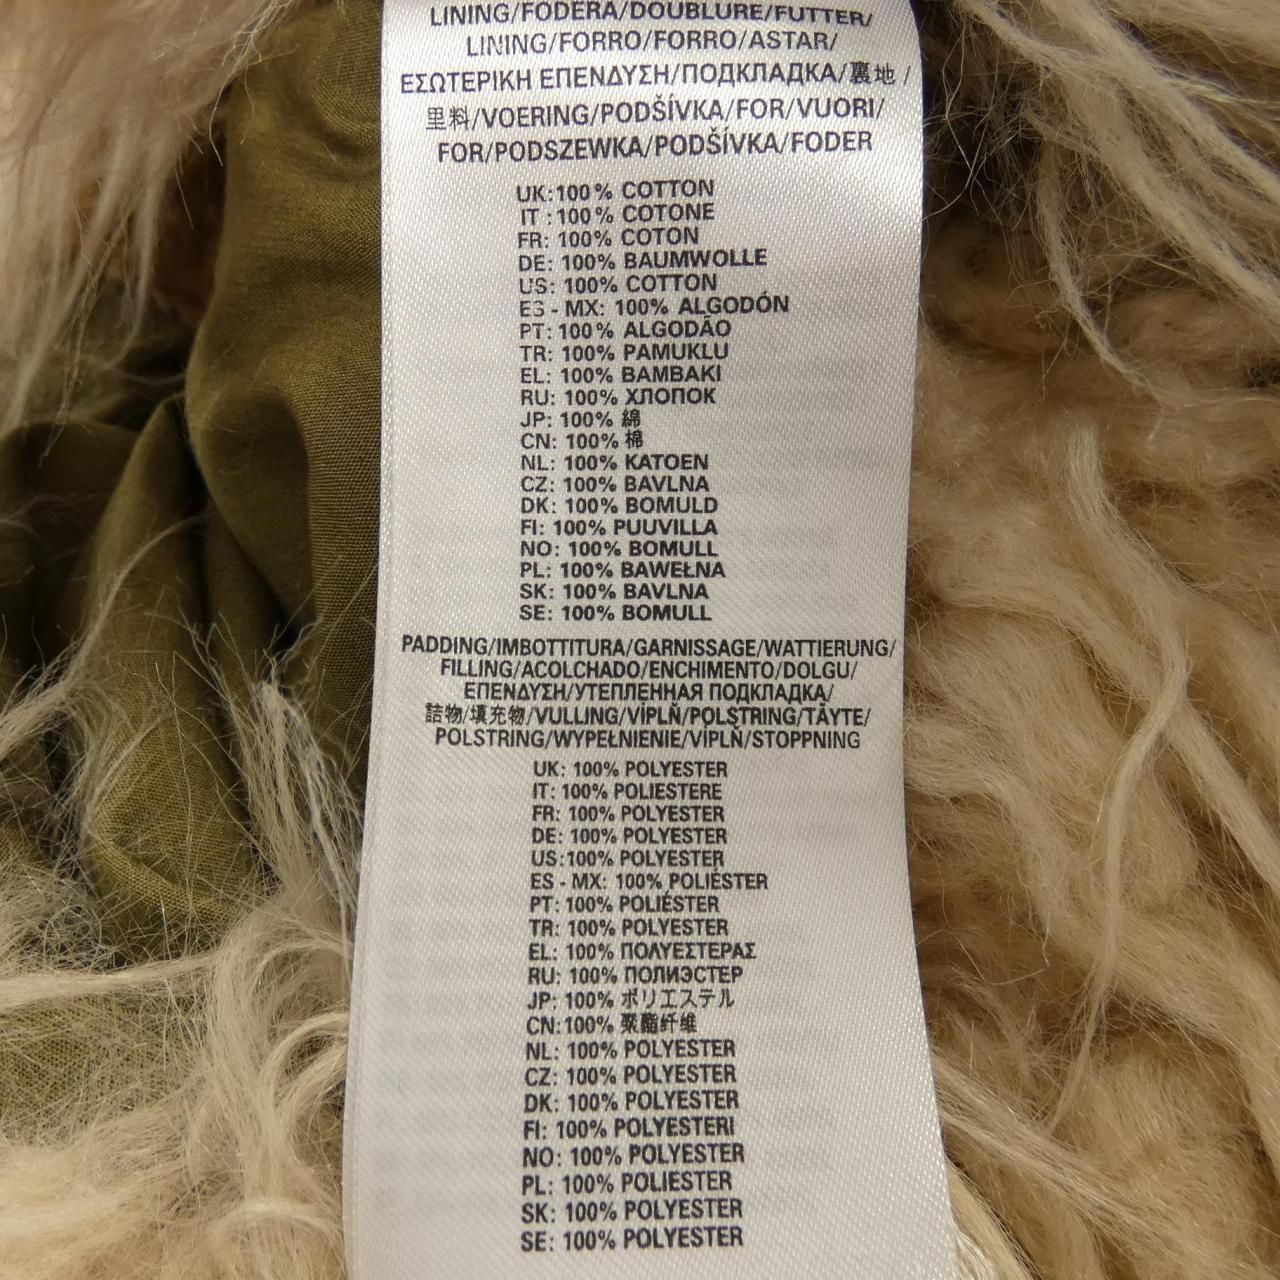 LINING/FODERA/DOUBLURE/FUTTER/
LINING/FORRO/FORRO/ASTAR/
ΕΣΩΤΕΡΙΚΗ ΕΠΕΝΔΥΣΗ/ПОДКЛАДКА/裏地/
里料/VOERING/PODŠÍVKA/FOR/VUORI/
FOR/PODSZEWKA/PODŠÍVKA/FODER
UK:100% COTTON
IT :100% COTONE
FR: 100% COTON
DE: 100% BAUMWOLLE
US: 100% COTTON
ES - MX: 100% ALGODÓN
PT: 100% ALGODÃO
TR: 100% PAMUKLU
EL: 100% ΒΑΜΒΑΚΙ
RU: 100% ХЛОПОК
JP: 100% 綿
CN: 100% 棉
NL: 100% KATOEN
CZ: 100% BAVLNA
DK: 100% BOMULD
FI: 100% PUUVILLA
NO: 100% BOMULL
PL: 100% BAWEŁNA
SK: 100% BAVLNA
SE: 100% BOMULL
PADDING/IMBOTTITURA/GARNISSAGE/WATTIERUNG/
FILLING/ACOLCHADO/ENCHIMENTO/DOLGU/
ΕΠΕΝΔΥΣΗ/УТЕПЛЕННАЯ ПОДКЛАДКА/
詰物/填充物/VULLING/VÍPLŇ/POLSTRING/TÄYTE/
POLSTRING/WYPEŁNIENIE/VÍPLŇ/STOPPNING
UK: 100% POLYESTER
IT: 100% POLIESTERE
FR: 100% POLYESTER
DE: 100% POLYESTER
US:100% POLYESTER
ES - MX: 100% POLIÉSTER
PT: 100% POLIÉSTER
TR: 100% POLYESTER
EL: 100% ΠΟΛΥΕΣΤΕΡΑΣ
RU: 100% ПОЛИЭСТЕР
JP: 100% ポリエステル
CN:100% 聚酯纤维
NL: 100% POLYESTER
CZ: 100% POLYESTER
DK: 100% POLYESTER
FI: 100% POLYESTERI
NO: 100% POLYESTER
PL: 100% POLIESTER
SK: 100% POLYESTER
SE: 100% POLYESTER